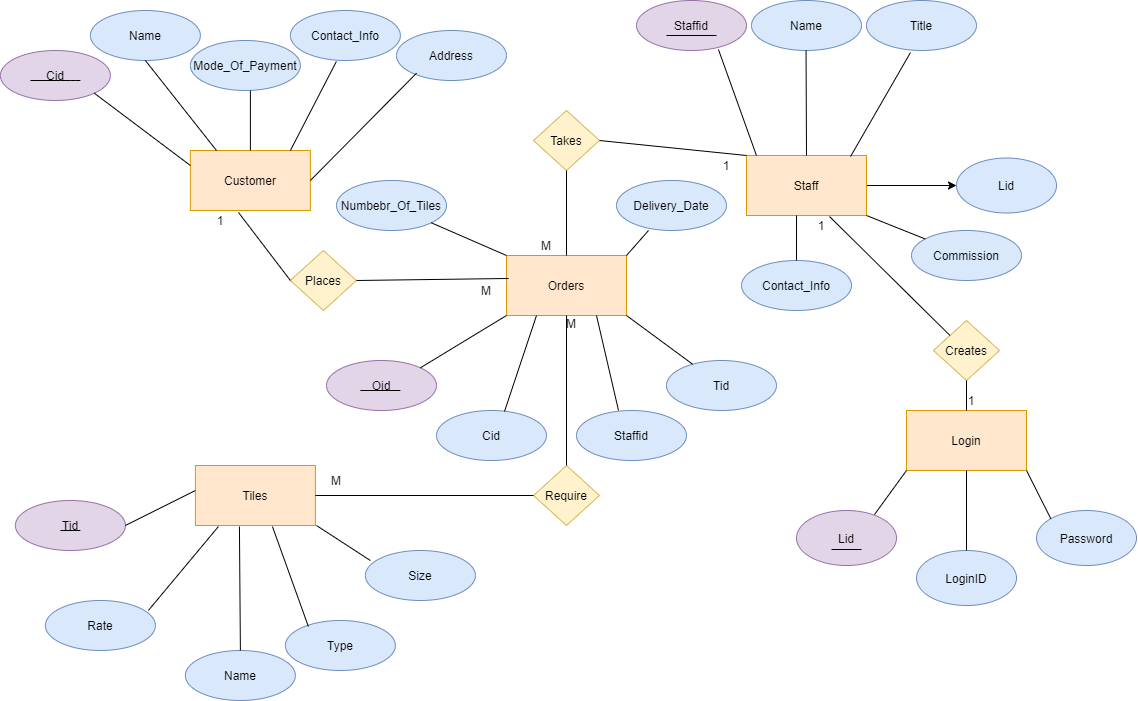 Staffid
Name
Title
Name
Contact_Info
Address
Mode_Of_Payment
Cid
Takes
1
Customer
Staff
Lid
Numbebr_Of_Tiles
Delivery_Date
1
1
M
Commission
Places
M
Orders
Contact_Info
M
Creates
Oid
Tid
1
Cid
Staffid
Login
M
Tiles
Require
Tid
Lid
Password
Size
LoginID
Rate
Type
Name